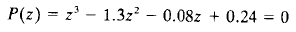 P(z) = z³ − 1.3z² − 0.08z + 0.24 = 0